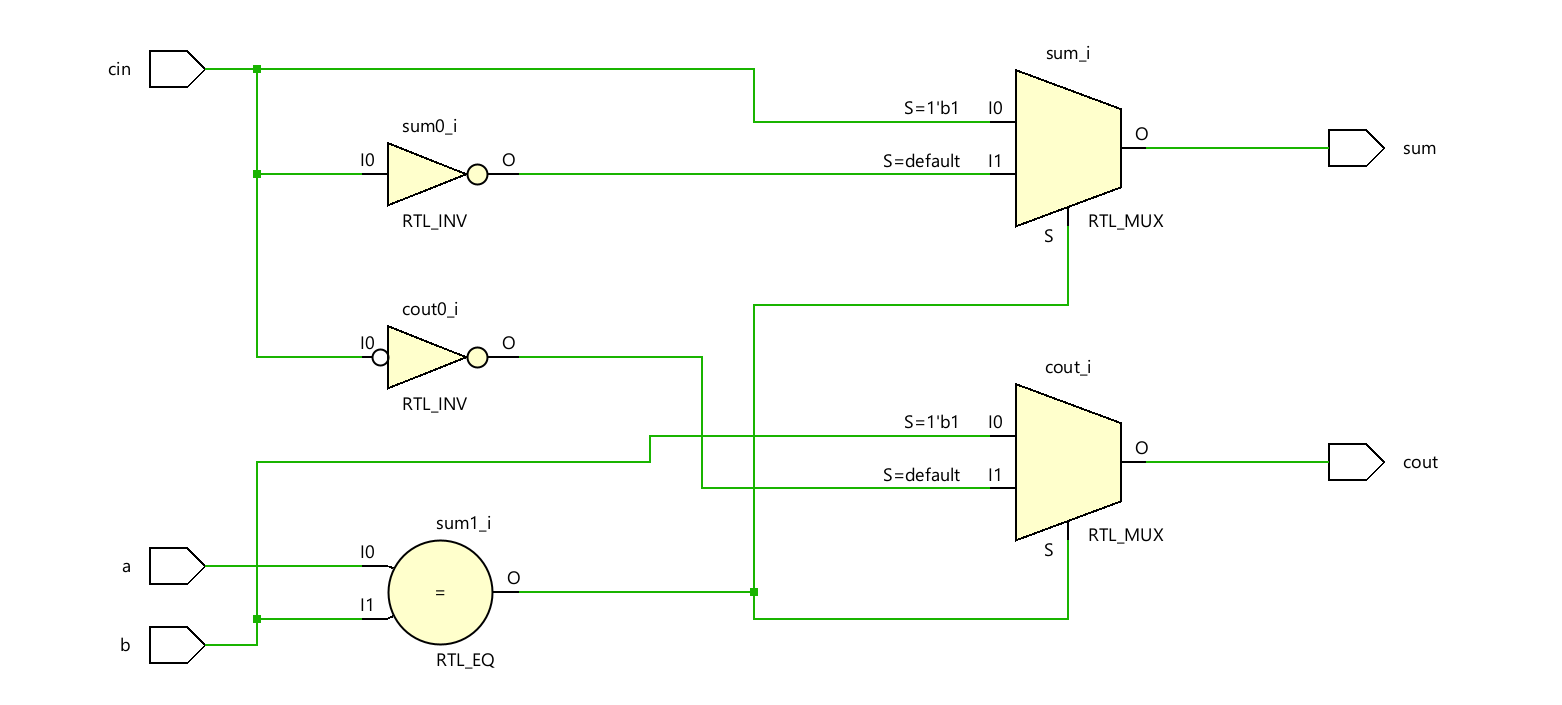 sum_i
cin
S=1'b1 I0
sum0_i
O
sum
I0 O
S=default I1
RTL_INV
RTL_MUX
S
cout0_i
I0 O
cout_i
RTL_INV
S=1'b1 I0
O
cout
S=default I1
sum1_i
RTL_MUX
S
a
I0
O
=
I1
b
RTL_EQ